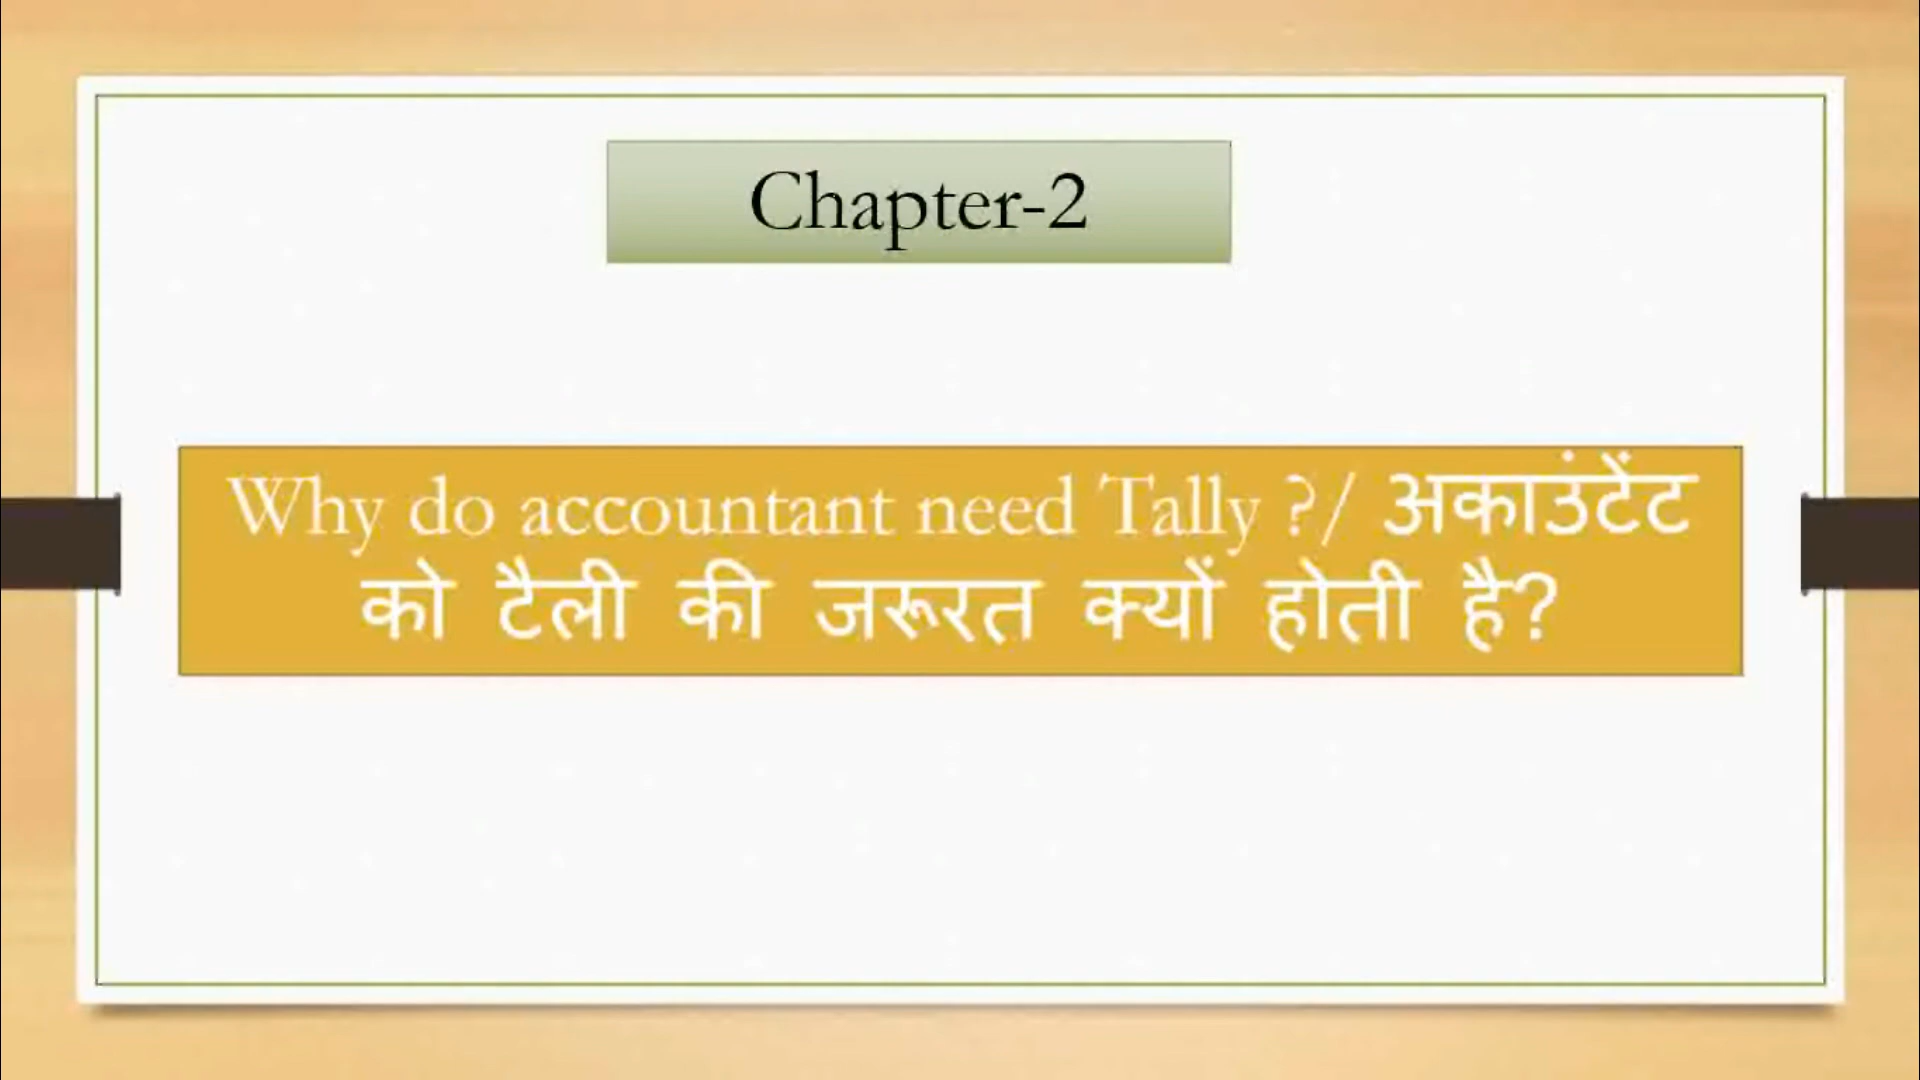 Chapter-2
Why do accountant need Tally ?/ अकाउंटेंट
को टैली की जरूरत क्यों होती है?